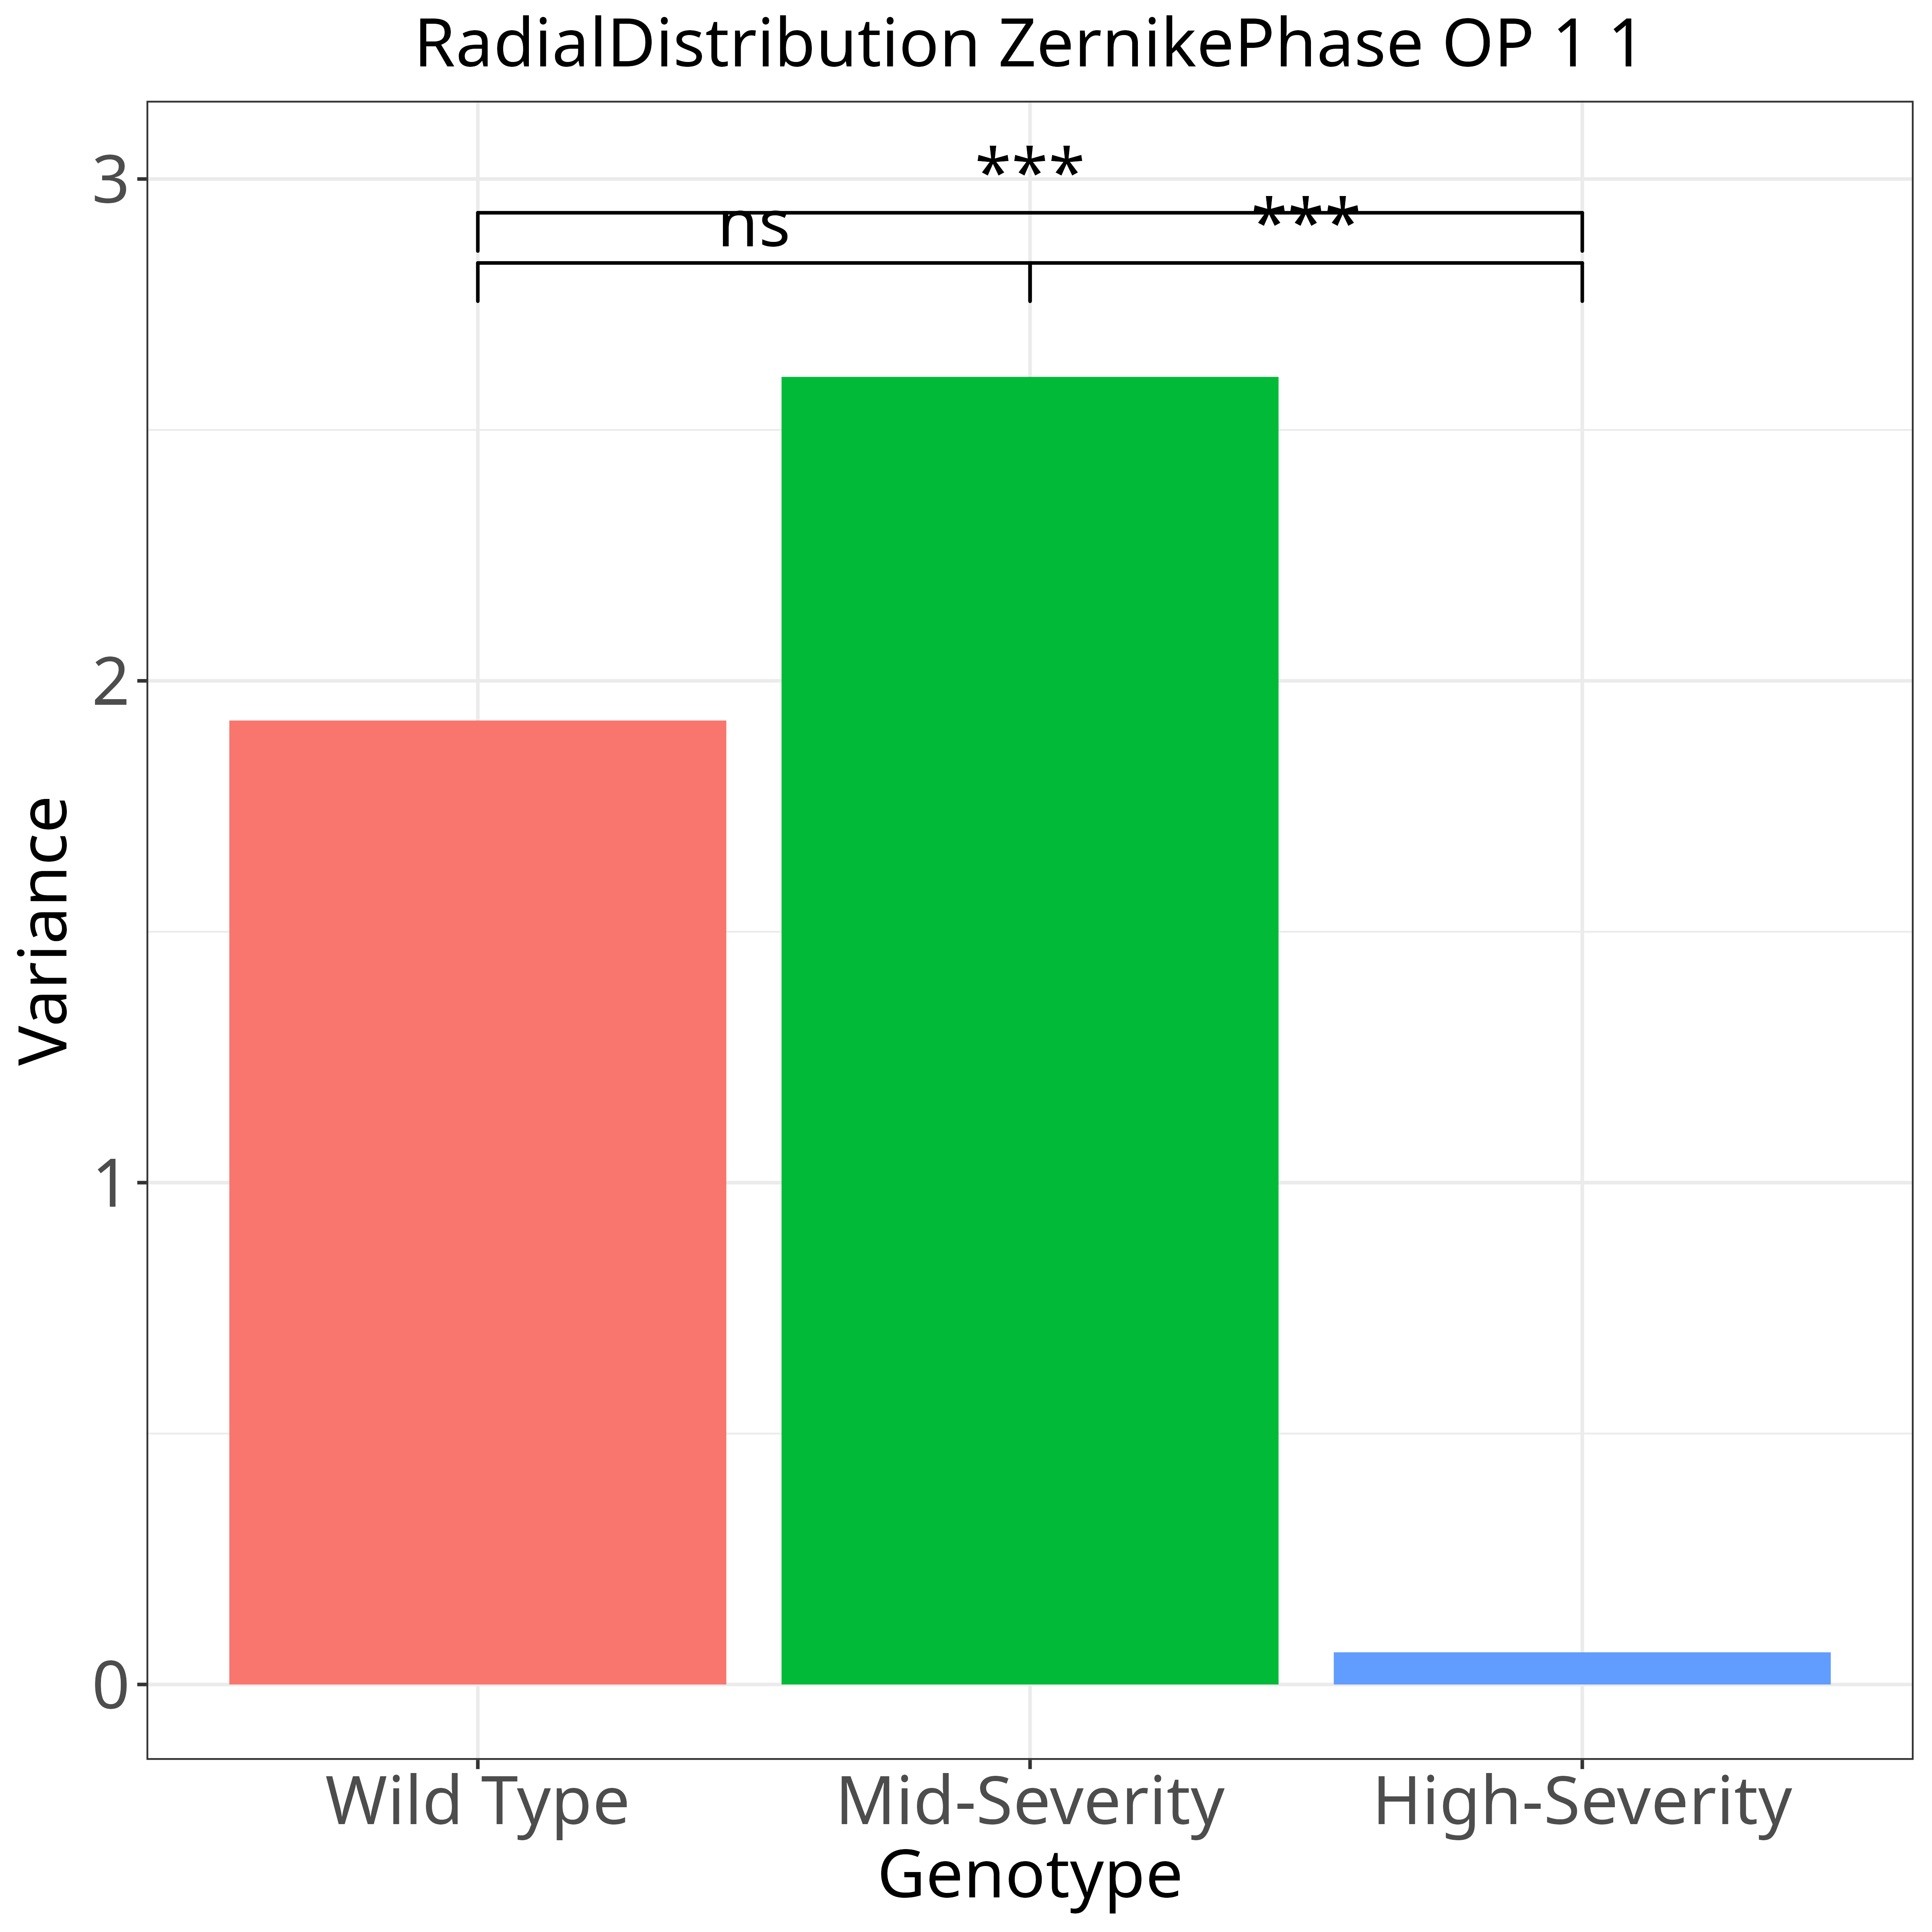 RadialDistribution ZernikePhase OP 1 1
***
ns
***
3
2
1
0
Variance
Wild Type
Mid-Severity
High-Severity
Genotype